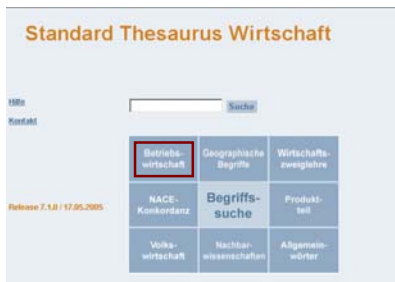 Standard Thesaurus Wirtschaft
Hilfe
Suche
Kontakt
Betriebs-
wirtschaft
Geographische
Begriffe
Wirtschafts-
zweiglehre
Release 7.1.0 / 17.05.2005
NACE-
Konkordanz
Begriffs-
suche
Produkt-
teil
Volks-
wirtschaft
Nachbar-
wissenschaften
Allgemein-
wörter